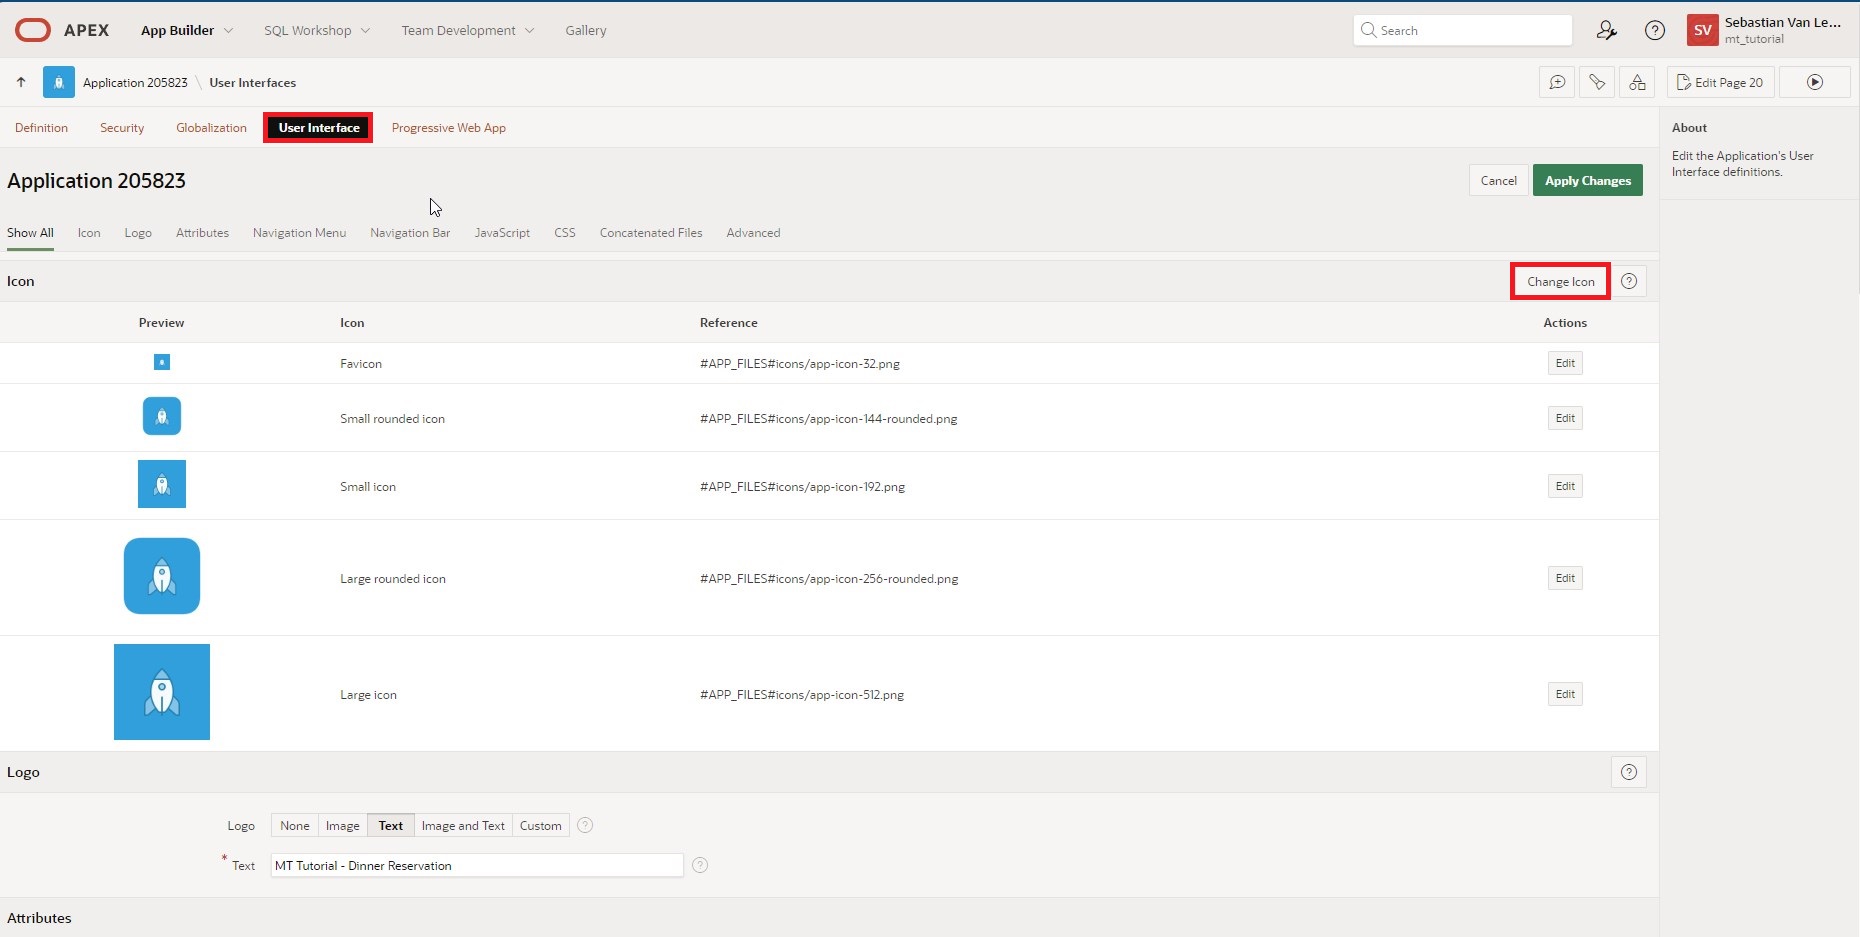 APEX App Builder SQL Workshop Team Development Gallery Search SV Sebastian Van Le...
mt_tutorial
Application 205823 \ User Interfaces Edit Page 20
Definition Security Globalization User Interface Progressive Web App
About
Edit the Application's User
Interface definitions.
Application 205823 Cancel Apply Changes
Show All Icon Logo Attributes Navigation Menu Navigation Bar JavaScript CSS Concatenated Files Advanced
Icon Change Icon
Preview Icon Reference Actions
Favicon #APP_FILES#icons/app-icon-32.png Edit
Small rounded icon #APP_FILES#icons/app-icon-144-rounded.png Edit
Small icon #APP_FILES#icons/app-icon-192.png Edit
Large rounded icon #APP_FILES#icons/app-icon-256-rounded.png Edit
Large icon #APP_FILES#icons/app-icon-512.png Edit
Logo
Logo None Image Text Image and Text Custom
* Text MT Tutorial - Dinner Reservation
Attributes